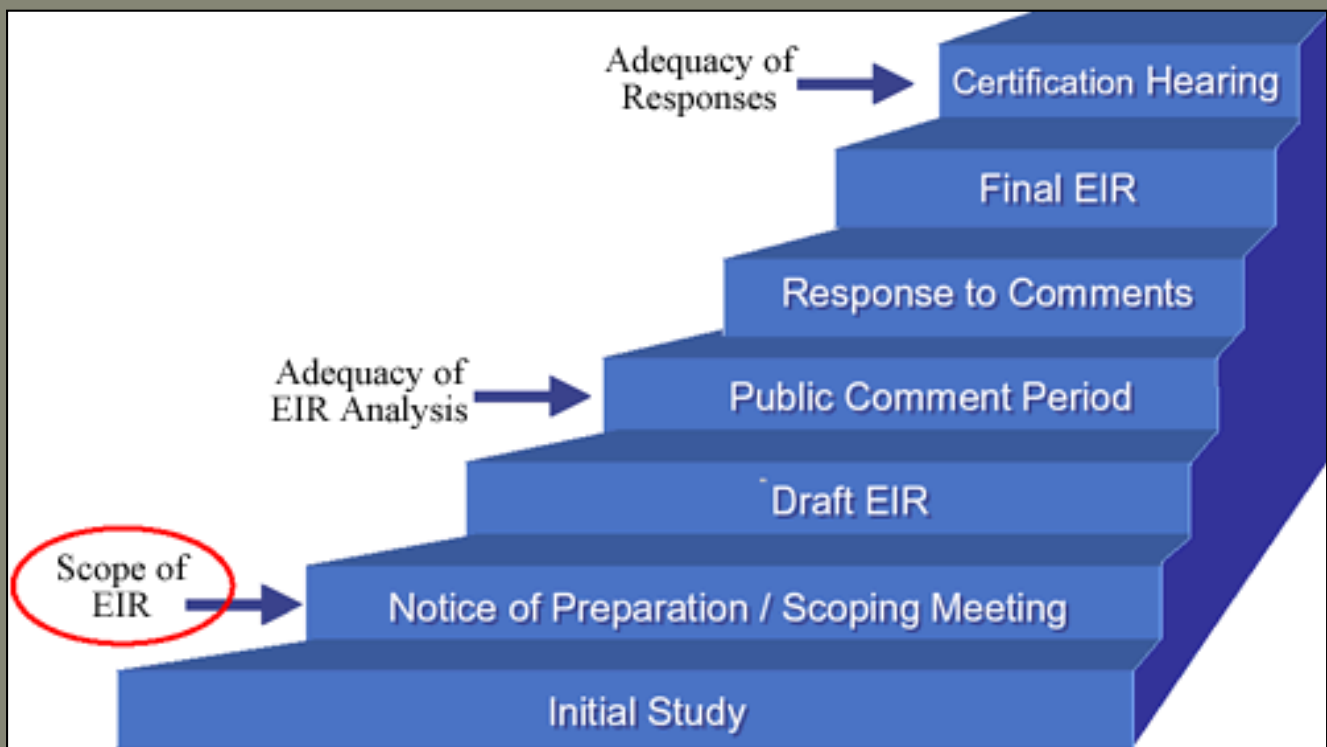 Adequacy of
Responses
Certification Hearing
Final EIR
Response to Comments
Adequacy of
EIR Analysis
Public Comment Period
Draft EIR
Scope of
EIR
Notice of Preparation / Scoping Meeting
Initial Study